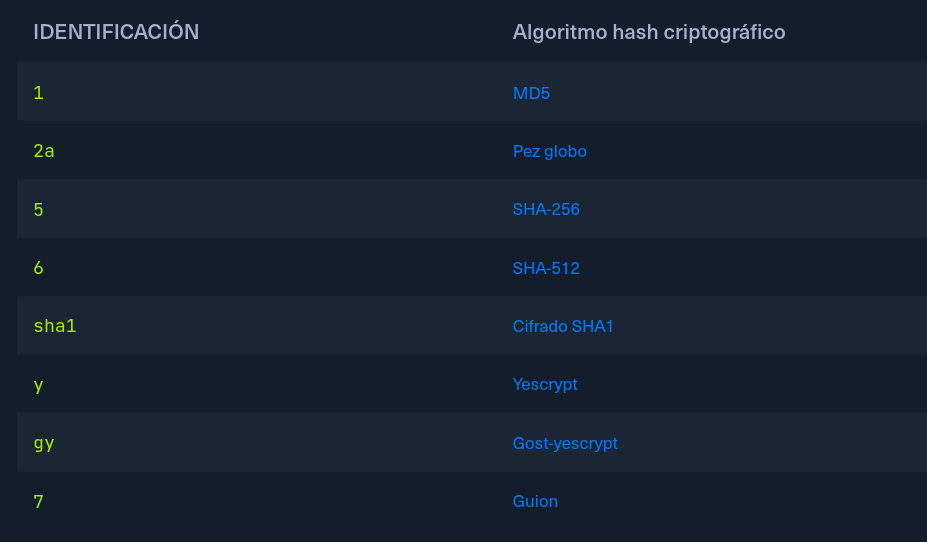 IDENTIFICACIÓN Algoritmo hash criptográfico
1 MD5
2a Pez globo
5 SHA-256
6 SHA-512
sha1 Cifrado SHA1
y Yescrypt
gy Gost-yescrypt
7 Guion